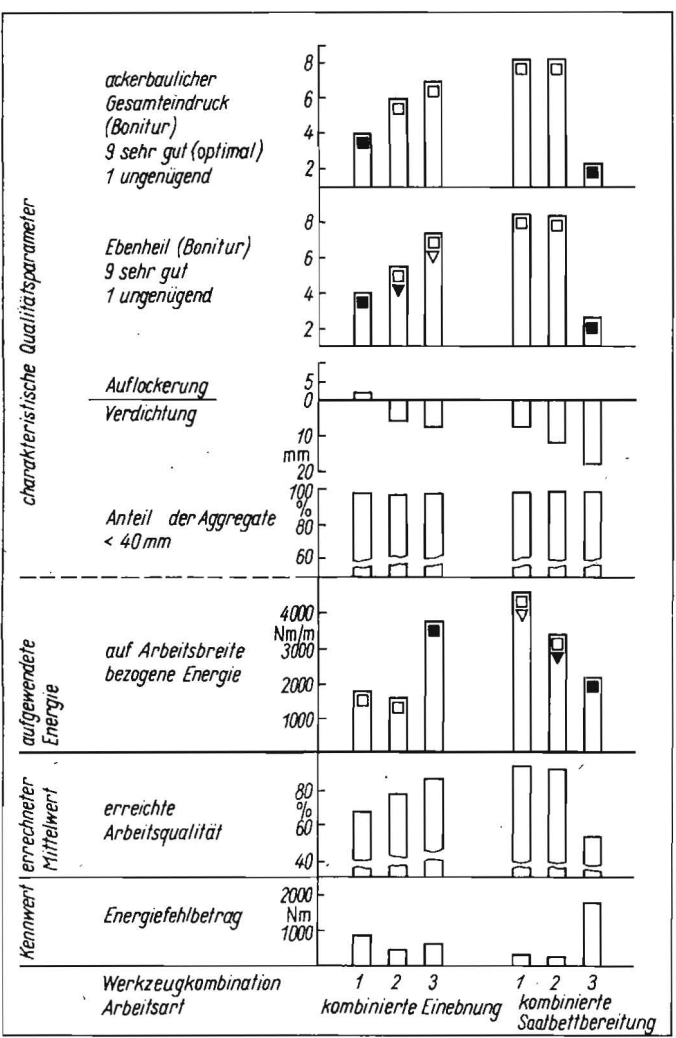 charakteristische Qualitätsparameter
ackerbaulicher
Gesamteindruck
(Bonitur)
9 sehr gut (optimal)
1 ungenügend
8
6
4
2
Ebenheil (Bonitur)
9 sehr gut
1 ungenügend
8
6
4
2
Auflockerung
Verdichtung
5
0
10
mm
20
Anteil der Aggregate
< 40 mm
100
%
80
60
aufgewendete
Energie
auf Arbeitsbreite
bezogene Energie
4000
Nm/m
3000
2000
1000
errechneter
Mittelwert
erreichte
Arbeitsqualität
80
%
60
40
Kennwert
Energiefehlbetrag
2000
Nm
1000
Werkzeugkombination 1 2 3 1 2 3
Arbeitsart kombinierte Einebnung kombinierte
Saatbettbereitung